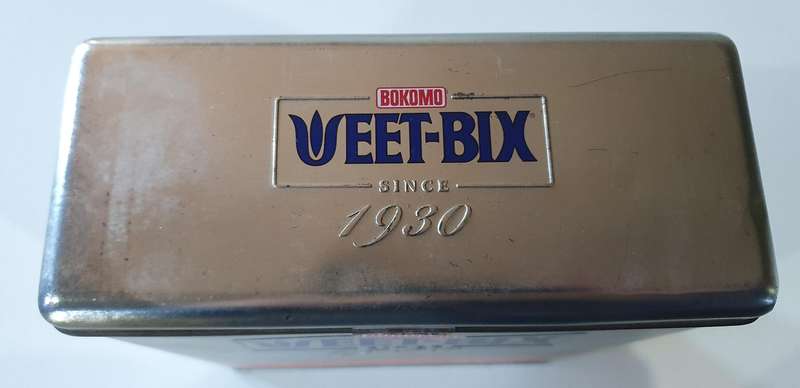 BOKOMO
WEET-BIX
SINCE
1930